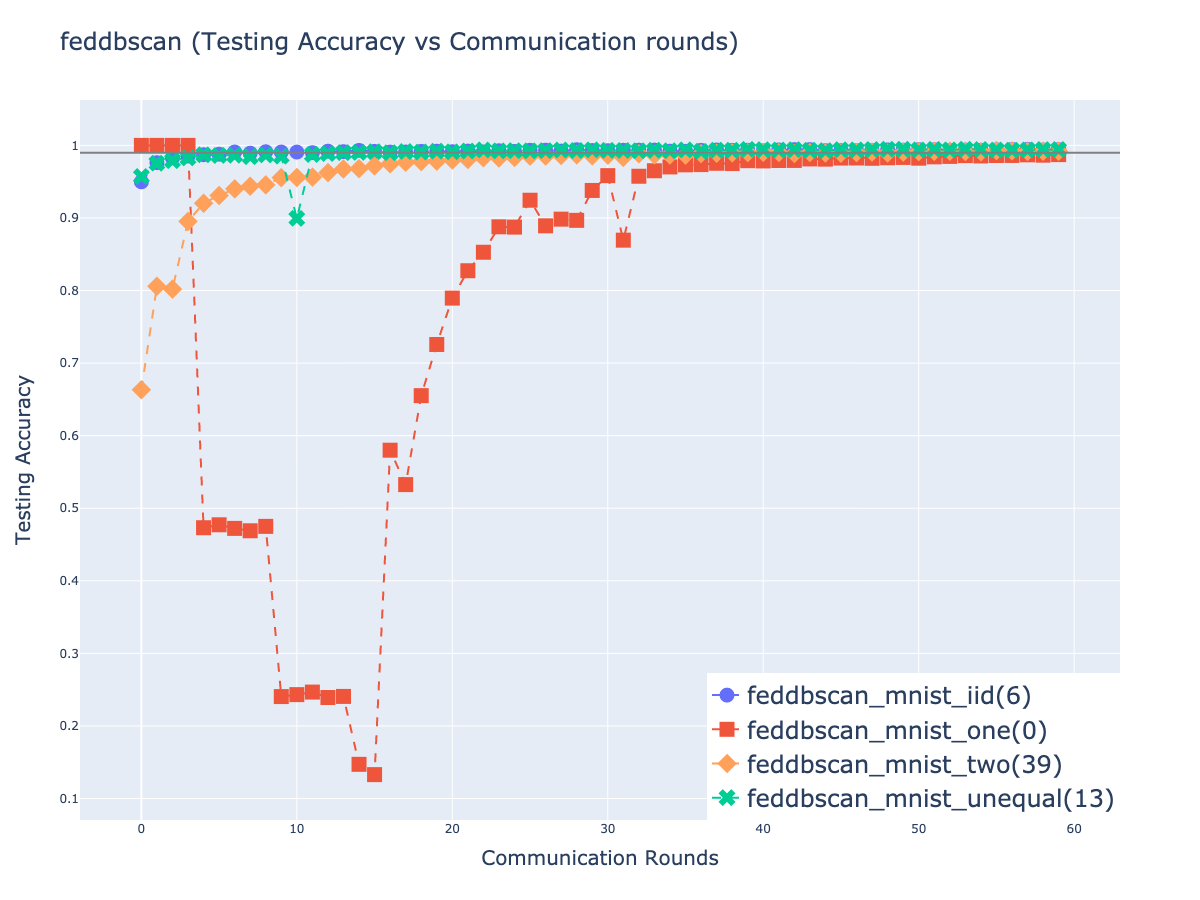 feddbscan (Testing Accuracy vs Communication rounds)
Testing Accuracy
1
0.9
0.8
0.7
0.6
0.5
0.4
0.3
0.2
0.1
0 10 20 30 40 50 60
Communication Rounds
feddbscan_mnist_iid(6)
feddbscan_mnist_one(0)
feddbscan_mnist_two(39)
feddbscan_mnist_unequal(13)